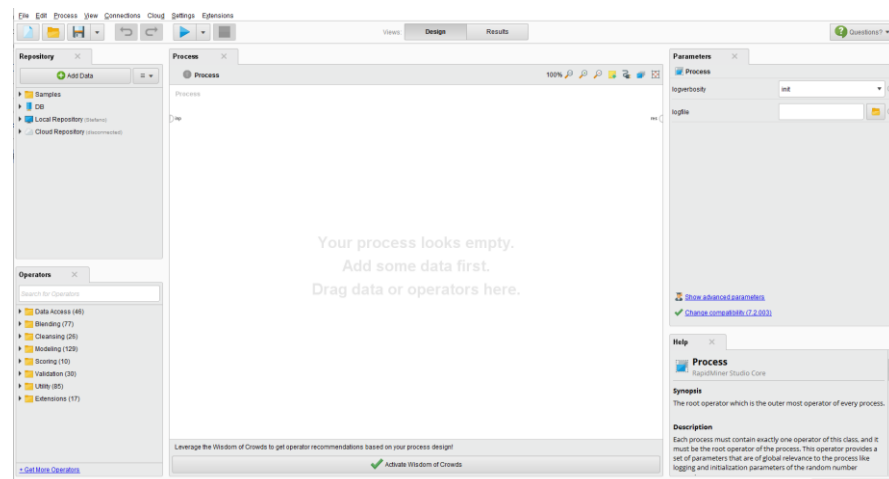 File Edit Process View Connections Cloud Settings Extensions
Views: Design Results
Questions?
Repository
Add Data
Samples
DB
Local Repository (Stefano)
Cloud Repository (disconnected)
Operators
Search for Operators
Data Access (46)
Blending (77)
Cleansing (26)
Modeling (129)
Scoring (10)
Validation (30)
Utility (85)
Extensions (17)
+ Get More Operators
Process
Process
100%
Process
inp
res
Your process looks empty.
Add some data first.
Drag data or operators here.
Leverage the Wisdom of Crowds to get operator recommendations based on your process design!
Activate Wisdom of Crowds
Parameters
Process
logverbosity
init
logfile
Show advanced parameters
Change compatibility (7.2.003)
Help
Process
RapidMiner Studio Core
Synopsis
The root operator which is the outer most operator of every process.
Description
Each process must contain exactly one operator of this class, and it
must be the root operator of the process. This operator provides a
set of parameters that are of global relevance to the process like
logging and initialization parameters of the random number